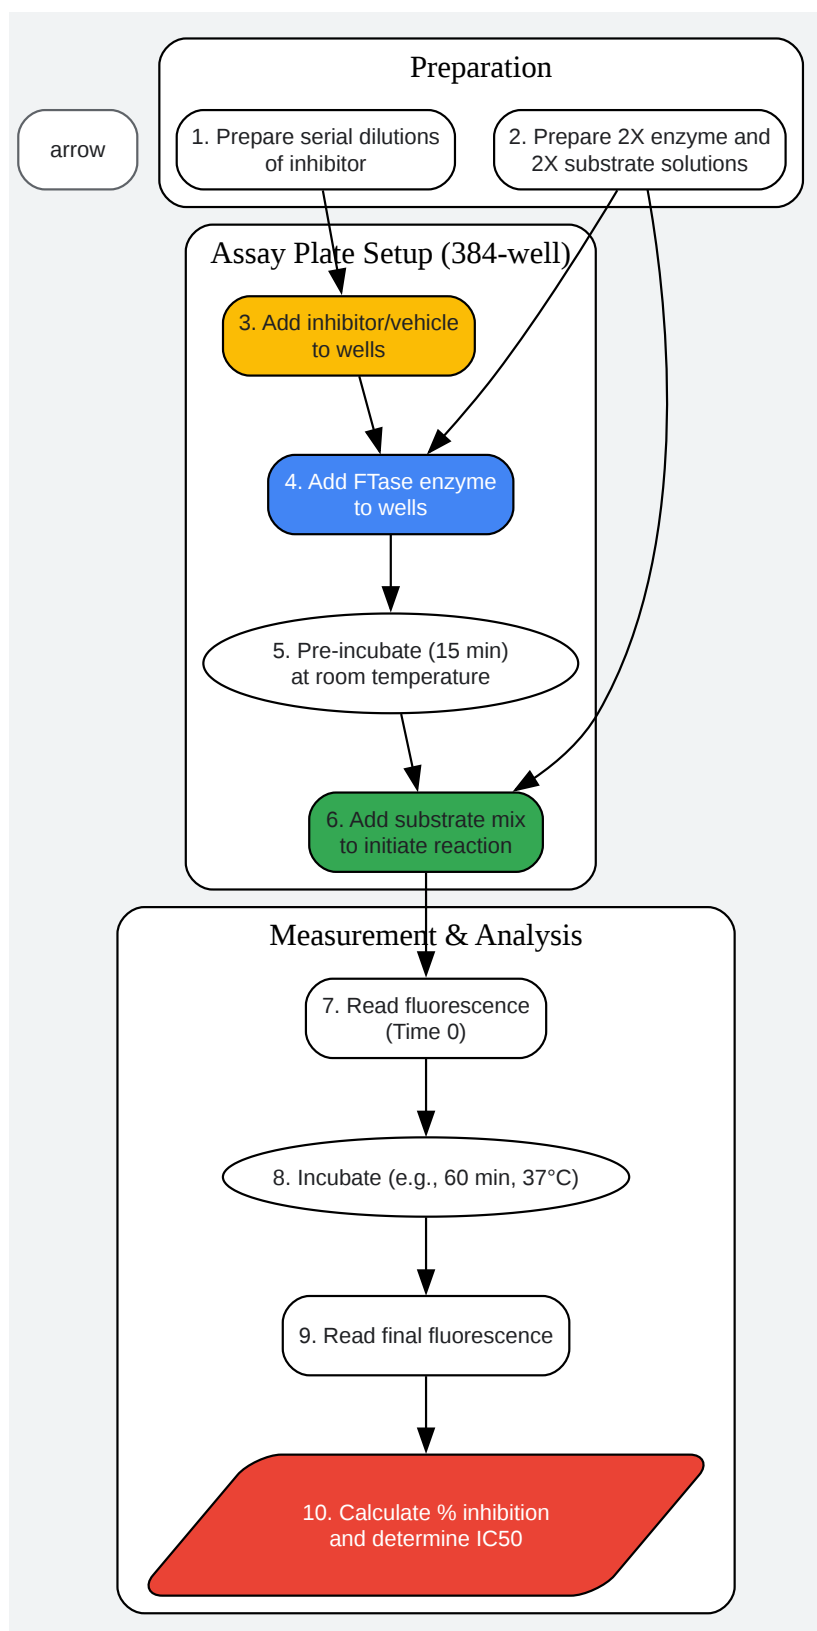 Preparation
arrow
1. Prepare serial dilutions
of inhibitor
2. Prepare 2X enzyme and
2X substrate solutions
Assay Plate Setup (384-well)
3. Add inhibitor/vehicle
to wells
4. Add FTase enzyme
to wells
5. Pre-incubate (15 min)
at room temperature
6. Add substrate mix
to initiate reaction
Measurement & Analysis
7. Read fluorescence
(Time 0)
8. Incubate (e.g., 60 min, 37°C)
9. Read final fluorescence
10. Calculate % inhibition
and determine IC50